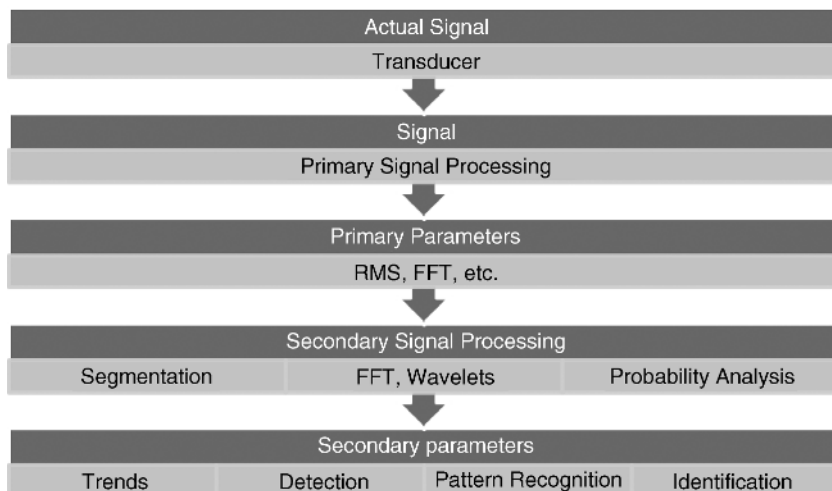 Actual Signal
Transducer
Signal
Primary Signal Processing
Primary Parameters
RMS, FFT, etc.
Secondary Signal Processing
Segmentation FFT, Wavelets Probability Analysis
Secondary parameters
Trends Detection Pattern Recognition Identification